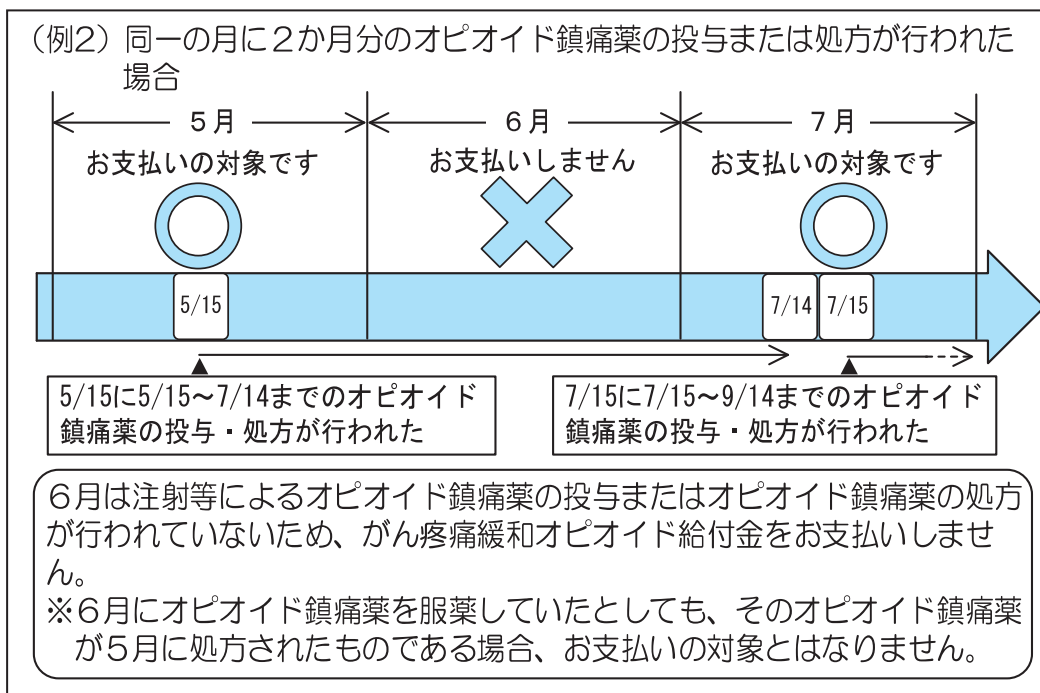 （例2）同一の月に２か月分のオピオイド鎮痛薬の投与または処方が行われた
場合
5月
6月
7月
お支払いの対象です
お支払いしません
お支払いの対象です
5/15
7/14
7/15
5/15に5/15～7/14までのオピオイド
鎮痛薬の投与・処方が行われた
7/15に7/15～9/14までのオピオイド
鎮痛薬の投与・処方が行われた
６月は注射等によるオピオイド鎮痛薬の投与またはオピオイド鎮痛薬の処方
が行われていないため、がん疼痛緩和オピオイド給付金をお支払いしませ
ん。
※６月にオピオイド鎮痛薬を服薬していたとしても、そのオピオイド鎮痛薬
が５月に処方されたものである場合、お支払いの対象とはなりません。